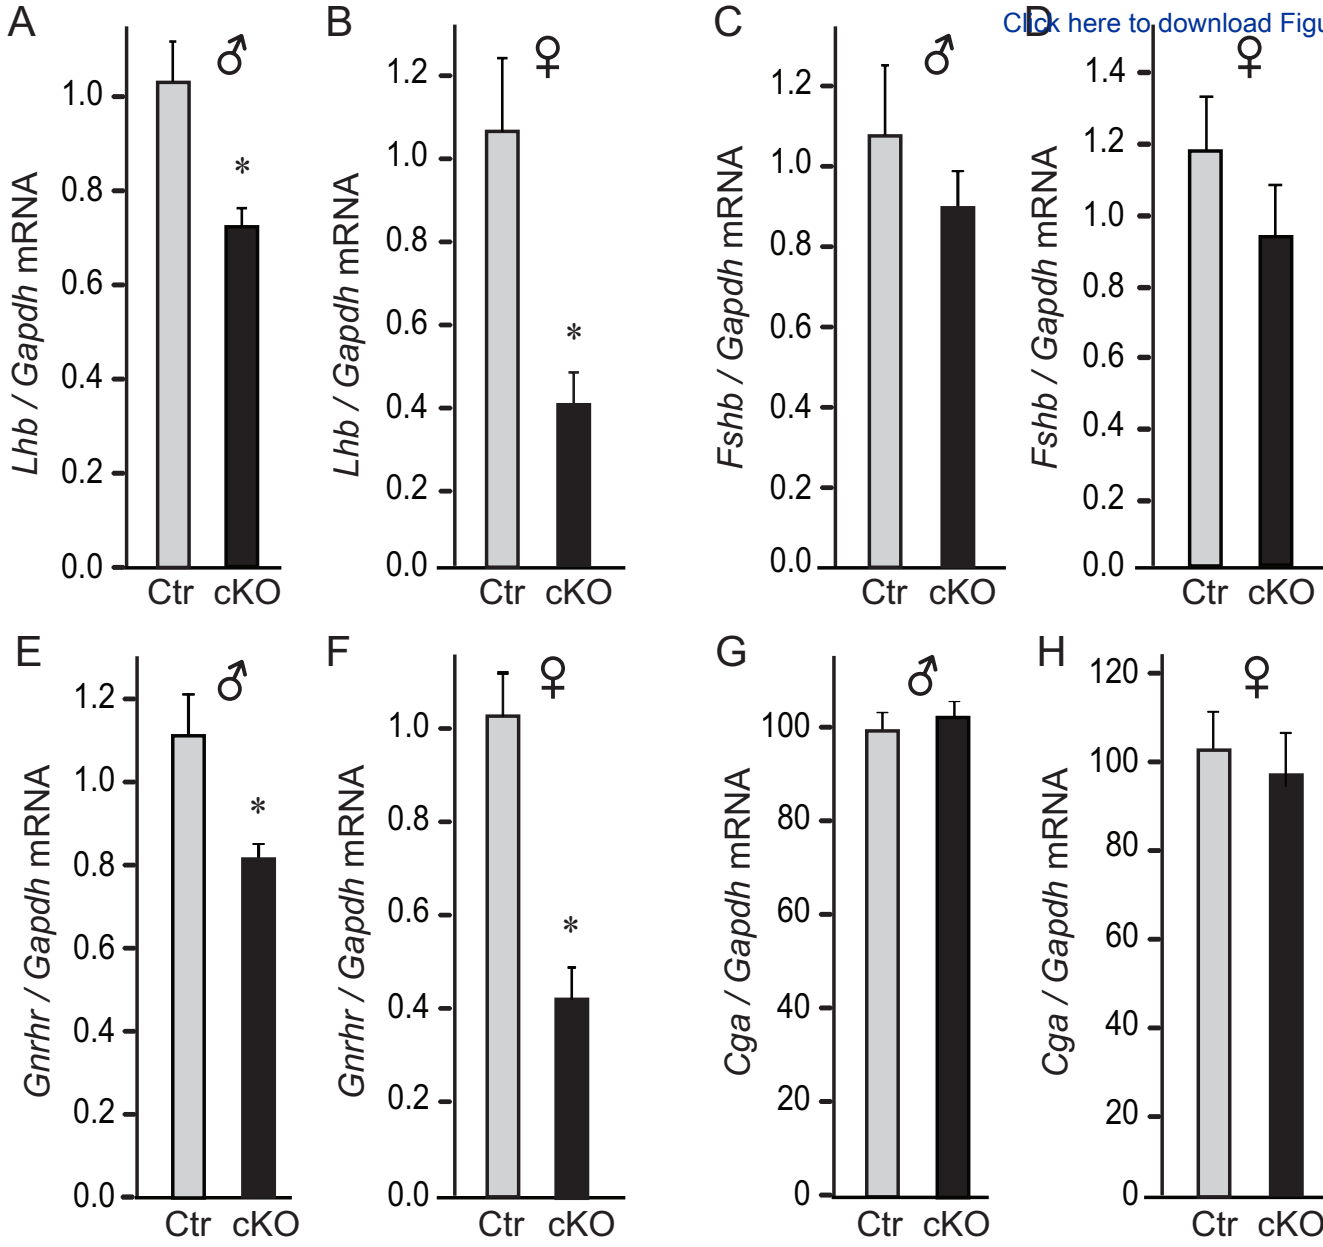 A
♂
1.0
0.8
0.6
0.4
0.2
0.0
Lhb / Gapdh mRNA
*
Ctr cKO
B
♀
1.2
1.0
0.8
0.6
0.4
0.2
0.0
Lhb / Gapdh mRNA
*
Ctr cKO
C
♂
1.2
1.0
0.8
0.6
0.4
0.2
0.0
Fshb / Gapdh mRNA
Ctr cKO
Click here to download Figu
D
♀
1.4
1.2
1.0
0.8
0.6
0.4
0.2
0.0
Fshb / Gapdh mRNA
Ctr cKO
E
♂
1.2
1.0
0.8
0.6
0.4
0.2
0.0
Gnrhr / Gapdh mRNA
*
Ctr cKO
F
♀
1.0
0.8
0.6
0.4
0.2
0.0
Gnrhr / Gapdh mRNA
*
Ctr cKO
G
♂
100
80
60
40
20
0
Cga / Gapdh mRNA
Ctr cKO
H
♀
120
100
80
60
40
20
0
Cga / Gapdh mRNA
Ctr cKO